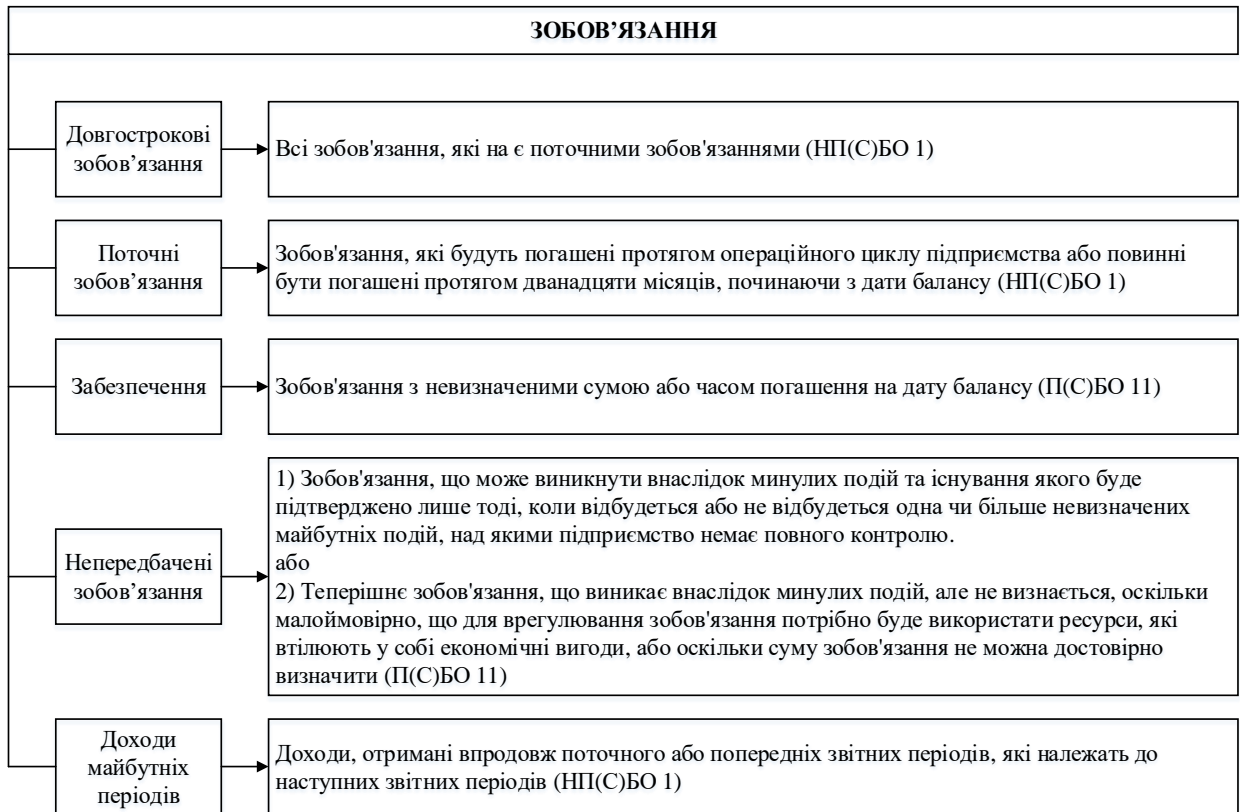 ЗОБОВ’ЯЗАННЯ
Довгострокові
зобов’язання
Всі зобов'язання, які на є поточними зобов'язаннями (НП(С)БО 1)
Поточні
зобов’язання
Зобов'язання, які будуть погашені протягом операційного циклу підприємства або повинні
бути погашені протягом дванадцяти місяців, починаючи з дати балансу (НП(С)БО 1)
Забезпечення
Зобов'язання з невизначеними сумою або часом погашення на дату балансу (П(С)БО 11)
Непередбачені
зобов’язання
1) Зобов'язання, що може виникнути внаслідок минулих подій та існування якого буде
підтверджено лише тоді, коли відбудеться або не відбудеться одна чи більше невизначених
майбутніх подій, над якими підприємство немає повного контролю.
або
2) Теперішнє зобов'язання, що виникає внаслідок минулих подій, але не визнається, оскільки
малоймовірно, що для врегулювання зобов'язання потрібно буде використати ресурси, які
втілюють у собі економічні вигоди, або оскільки суму зобов'язання не можна достовірно
визначити (П(С)БО 11)
Доходи
майбутніх
періодів
Доходи, отримані впродовж поточного або попередніх звітних періодів, які належать до
наступних звітних періодів (НП(С)БО 1)